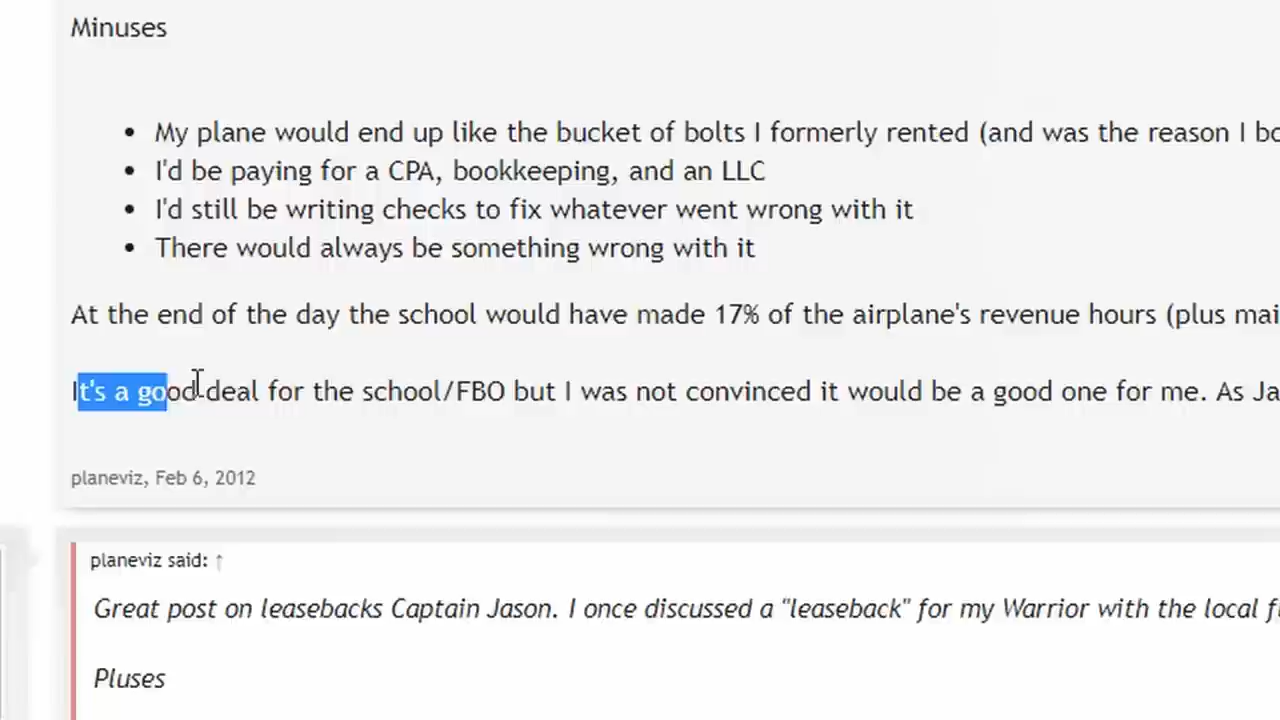 Minuses
• My plane would end up like the bucket of bolts I formerly rented (and was the reason I
• I'd be paying for a CPA, bookkeeping, and an LLC
• I'd still be writing checks to fix whatever went wrong with it
• There would always be something wrong with it
At the end of the day the school would have made 17% of the airplane's revenue hours (plus
It's a good deal for the school/FBO but I was not convinced it would be a good one for me. As
planeviz, Feb 6, 2012
planeviz said: ↑
Great post on leasebacks Captain Jason. I once discussed a "leaseback" for my Warrior with the local
Pluses